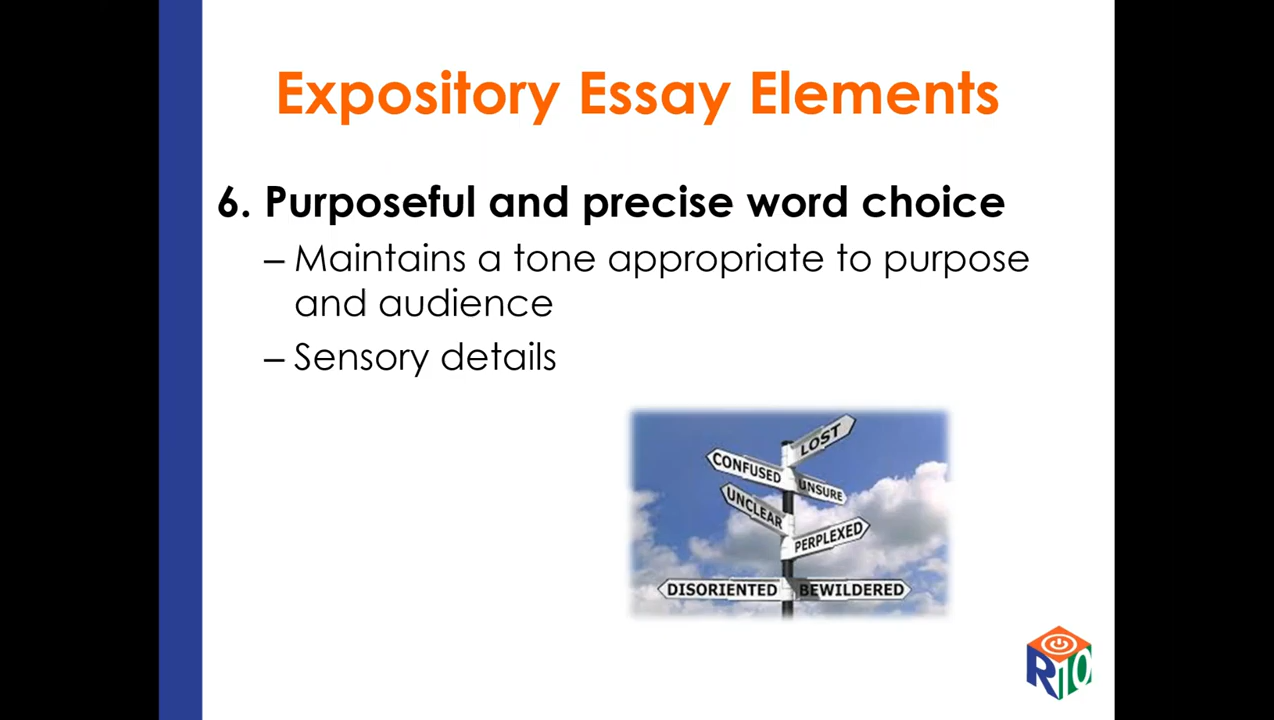 Expository Essay Elements
6. Purposeful and precise word choice
– Maintains a tone appropriate to purpose
and audience
– Sensory details
LOST
CONFUSED
UNSURE
UNCLEAR
PERPLEXED
DISORIENTED BEWILDERED
R10